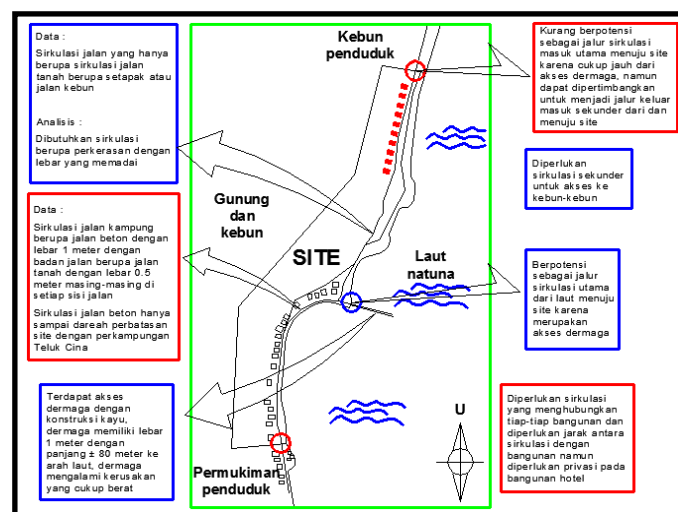 Data :
Sirkulasi jalan yang hanya
berupa sirkulasi jalan
tanah berupa setapak atau
jalan kebun
Analisis :
Dibutuhkan sirkulasi
berupa perkerasan dengan
lebar yang memadai
Data :
Sirkulasi jalan kampung
berupa jalan beton dengan
lebar 1 meter dengan
badan jalan berupa jalan
tanah dengan lebar 0.5
meter masing-masing di
setiap sisi jalan
Sirkulasi jalan beton hanya
sampai dareah perbatasan
site dengan perkampungan
Teluk Cina
Terdapat akses
dermaga dengan
konstruksi kayu,
dermaga memiliki lebar
1 meter dengan
panjang ± 80 meter ke
arah laut, dermaga
mengalami kerusakan
yang cukup berat
Kebun
penduduk
Gunung
dan
kebun
SITE
Laut
natuna
Permukiman
penduduk
U
Kurang berpotensi
sebagai jalur sirkulasi
masuk utama menuju site
karena cukup jauh dari
akses dermaga, namun
dapat dipertimbangkan
untuk menjadi jalur keluar
masuk sekunder dari dan
menuju site
Diperlukan
sirkulasi sekunder
untuk akses ke
kebun-kebun
Berpotensi
sebagai jalur
sirkulasi utama
dari laut menuju
site karena
merupakan
akses dermaga
Diperlukan sirkulasi
yang menghubungkan
tiap-tiap bangunan dan
diperlukan jarak antara
sirkulasi dengan
bangunan namun
diperlukan privasi pada
bangunan hotel